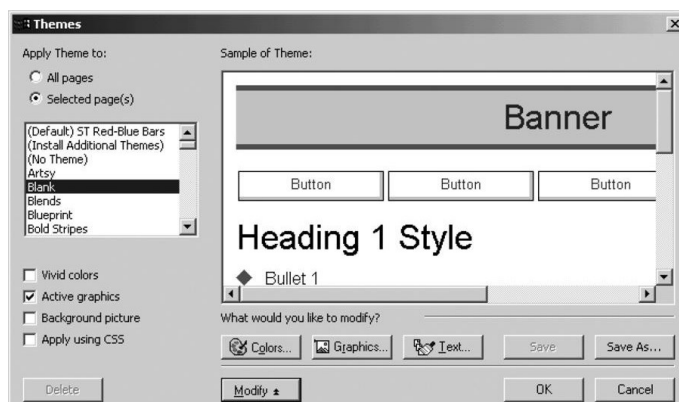 Themes
Apply Theme to:
All pages
Selected page(s)
(Default) ST Red-Blue Bars
(Install Additional Themes)
(No Theme)
Artsy
Blank
Blends
Blueprint
Bold Stripes
Vivid colors
Active graphics
Background picture
Apply using CSS
Delete
Sample of Theme:
Banner
Button Button Button
Heading 1 Style
Bullet 1
What would you like to modify?
Colors... Graphics... Text... Save Save As...
Modify OK Cancel